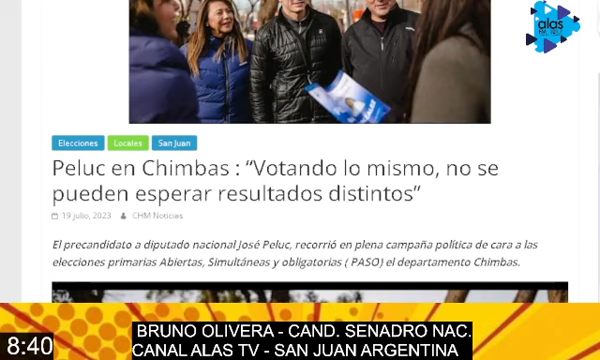 alas
Elecciones Locales San Juan
Peluc en Chimbas : “Votando lo mismo, no se
pueden esperar resultados distintos”
19 julio, 2023 CHM Noticias
El precandidato a diputado nacional José Peluc, recorrió en plena campaña política de cara a las
elecciones primarias Abiertas, Simultáneas y obligatorias ( PASO) el departamento Chimbas.
BRUNO OLIVERA - CAND. SENADRO NAC.
8:40 CANAL ALAS TV - SAN JUAN ARGENTINA